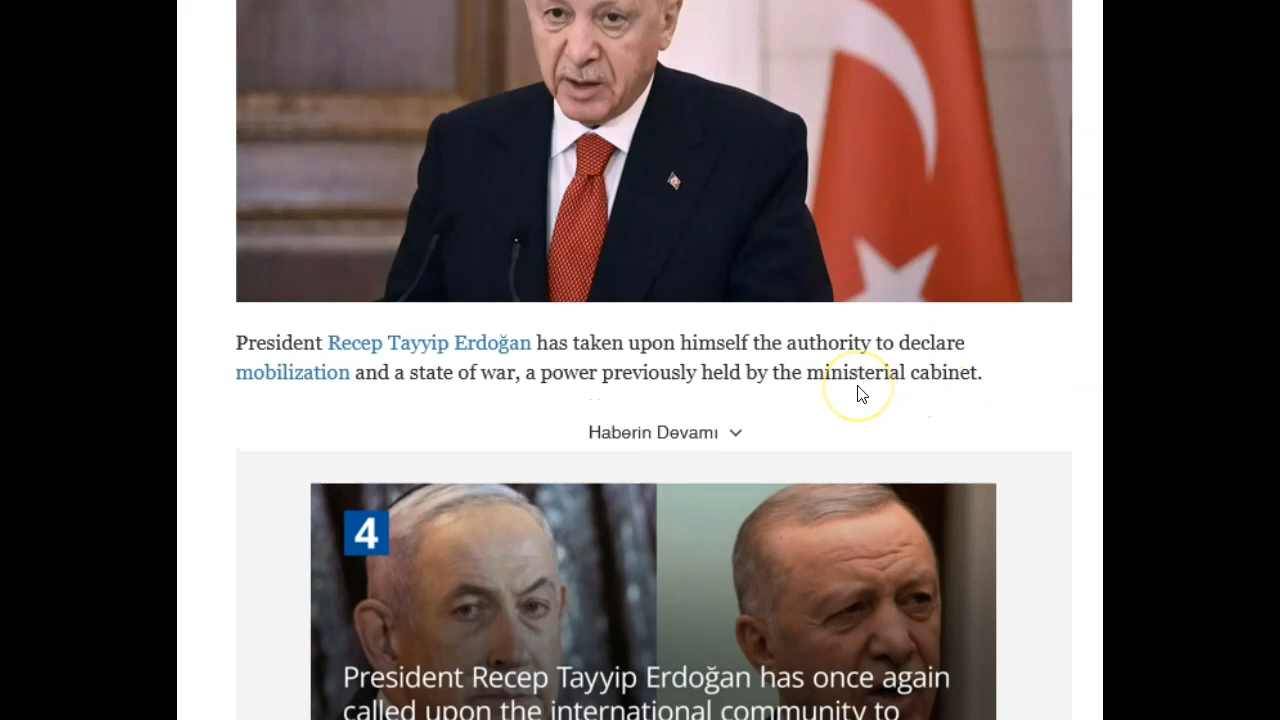 President Recep Tayyip Erdoğan has taken upon himself the authority to declare
mobilization and a state of war, a power previously held by the ministerial cabinet.
Haberin Devamı
4
President Recep Tayyip Erdoğan has once again
called upon the international community to